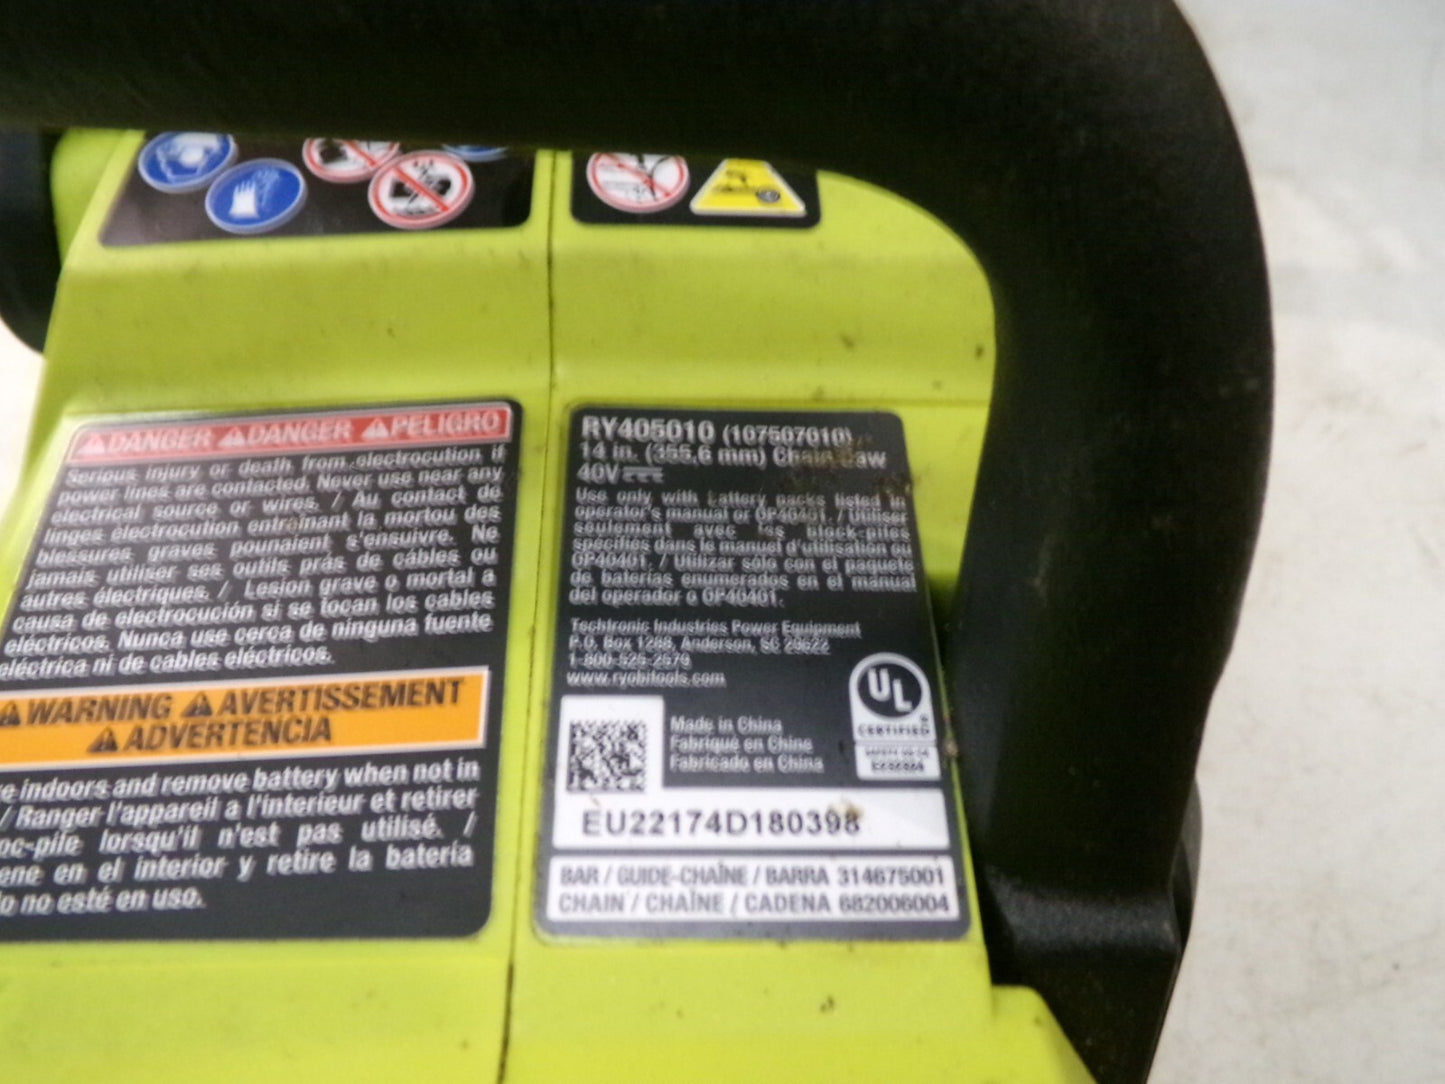 DANGER DANGER PELIGRO
Serious injury or death from electrocution if
power lines are contacted. Never use near any
electrical source or wires. / Au contact de
linges électrocution entraînant la mortou des
blessures graves pounaient s'ensuivre. Ne
jamais utiliser ses outils prås de câbles ou
autres électriques. / Lesion grave o mortal a
causa de electrocución si se tocan los cables
eléctricos. Nunca use cerca de ninguna fuente
eléctrica ni de cables eléctricos.
WARNING AVERTISSEMENT
ADVERTENCIA
indoors and remove battery when not in
/ Ranger l'appareil a l'interieur et retirer
lorsqu'il n'est pas utilisé. /
en el interior y retire la batería
no esté en uso.
RY405010 (107507010)
14 in. (355,6 mm) Chain Saw
40V
Use only with battery packs listed in
operator's manual or OP40401. / Utiliser
seulement avec les block-piles
spécifiés dans le manuel d'utilisation ou
OP40401. / Utilizar sólo con el paquete
de baterías enumerados en el manual
del operador o OP40401.
Techtronic Industries Power Equipment
P.O. Box 1288, Anderson, SC 29622
1-800-525-2579
www.ryobitools.com
UL
CERTIFIED
Made in China
Fabriqué en Chine
Fabricado en China
EU22174D180398
BAR / GUIDE-CHAÎNE / BARRA 314675001
CHAIN / CHAÎNE / CADENA 682006004